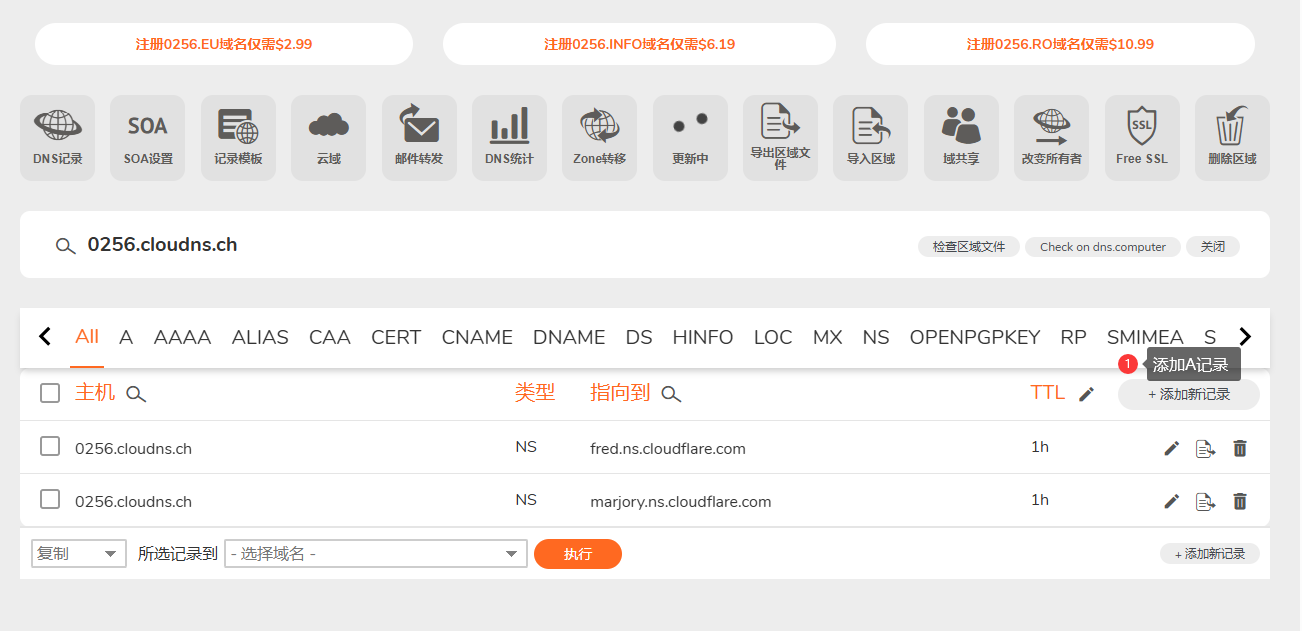 注册0256.EU域名仅需$2.99
注册0256.INFO域名仅需$6.19
注册0256.RO域名仅需$10.99
DNS记录
SOA
SOA设置
记录模板
云域
邮件转发
DNS统计
Zone转移
更新中
导出区域文
件
导入区域
域共享
改变所有者
SSL
Free SSL
删除区域
0256.cloudns.ch
检查区域文件
Check on dns.computer
关闭
All A AAAA ALIAS CAA CERT CNAME DNAME DS HINFO LOC MX NS OPENPGPKEY RP SMIMEA S
1 添加A记录
主机 类型 指向到 TTL + 添加新记录
0256.cloudns.ch NS fred.ns.cloudflare.com 1h
0256.cloudns.ch NS marjory.ns.cloudflare.com 1h
复制 所选记录到 - 选择域名 - 执行 + 添加新记录